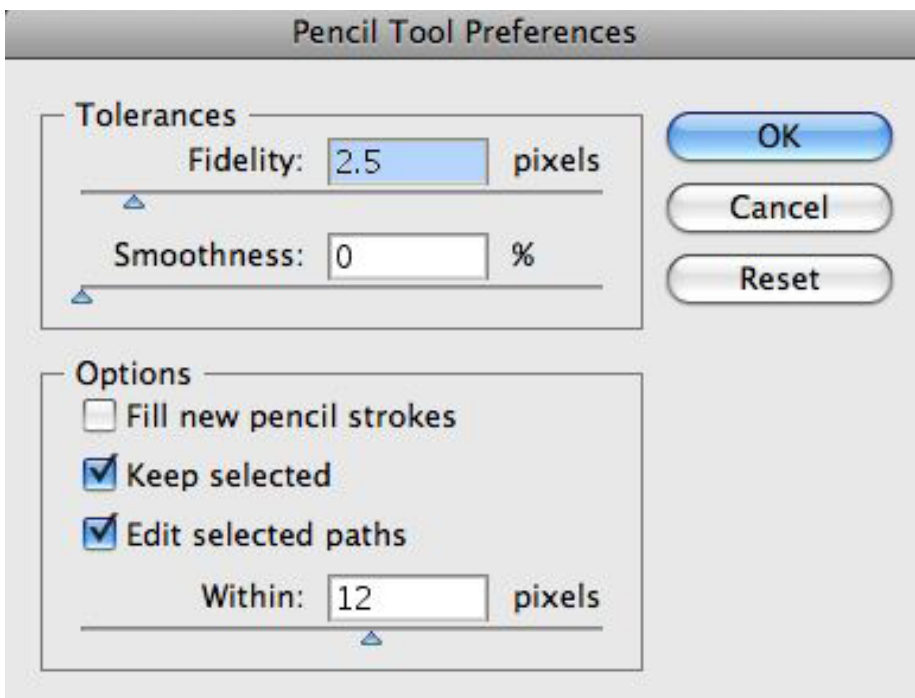 Pencil Tool Preferences
Tolerances
Fidelity: 2.5 pixels
Smoothness: 0 %
OK
Cancel
Reset
Options
Fill new pencil strokes
Keep selected
Edit selected paths
Within: 12 pixels